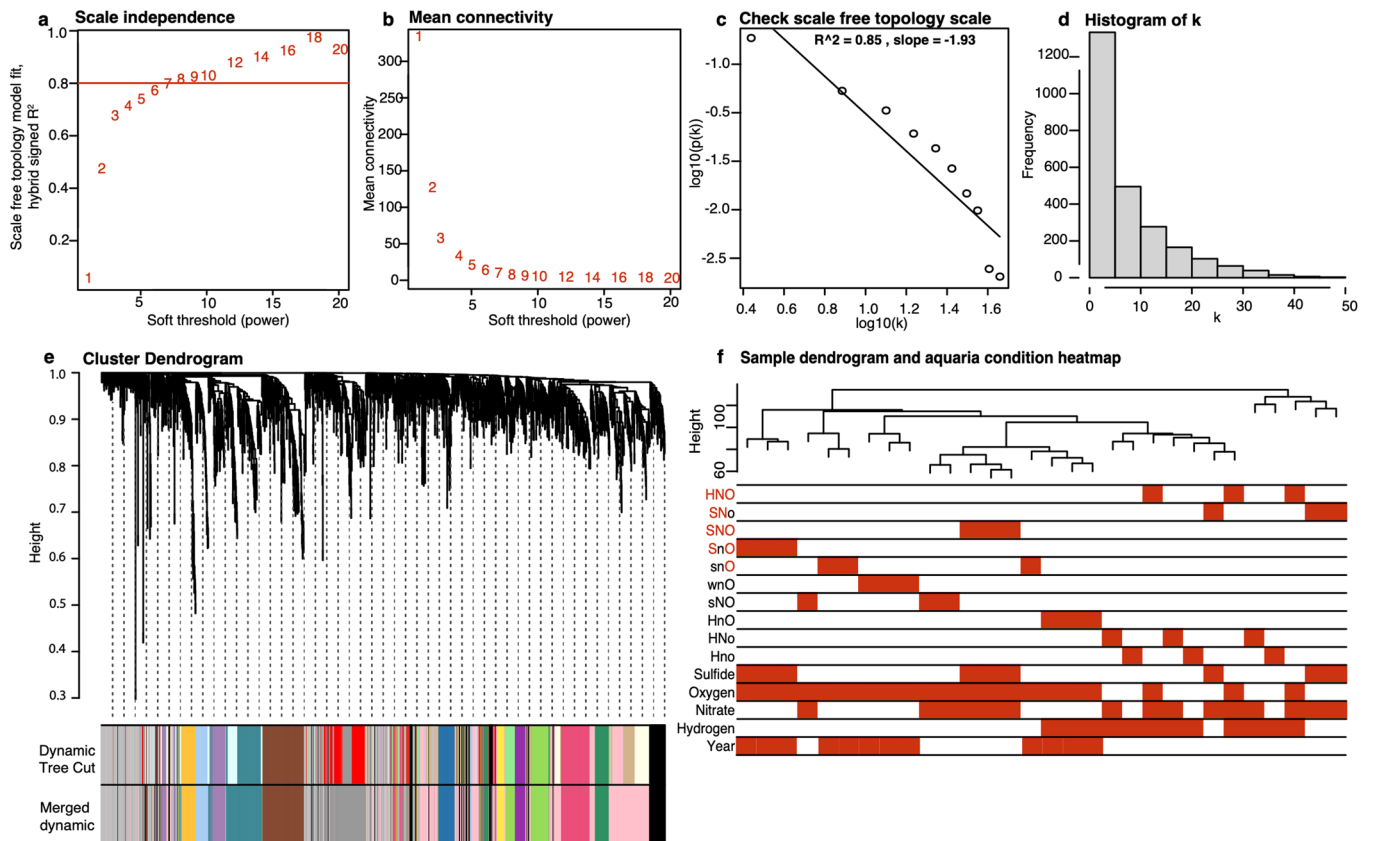 a Scale independence
Scale free topology model fit,
hybrid signed R²
1.0
0.8
0.6
0.4
0.2
1
2
3
4
5
6
7
8
9
10
12
14
16
18
20
5 10 15 20
Soft threshold (power)
b Mean connectivity
Mean connectivity
300
250
200
150
100
50
0
1
2
3
4
5
6
7
8
9
10
12
14
16
18
20
5 10 15 20
Soft threshold (power)
c Check scale free topology scale
R^2 = 0.85 , slope = -1.93
log10(p(k))
-1.0
-0.5
-1.5
-2.0
-2.5
0.4 0.6 0.8 1.0 1.2 1.4 1.6
log10(k)
d Histogram of k
Frequency
1200
1000
800
600
400
200
0
0 10 20 30 40 50
k
e Cluster Dendrogram
Height
1.0
0.9
0.8
0.7
0.6
0.5
0.4
0.3
Dynamic
Tree Cut
Merged
dynamic
f Sample dendrogram and aquaria condition heatmap
Height
100
60
HNO
SNo
SNO
SnO
snO
wnO
sNO
HnO
HNo
Hno
Sulfide
Oxygen
Nitrate
Hydrogen
Year